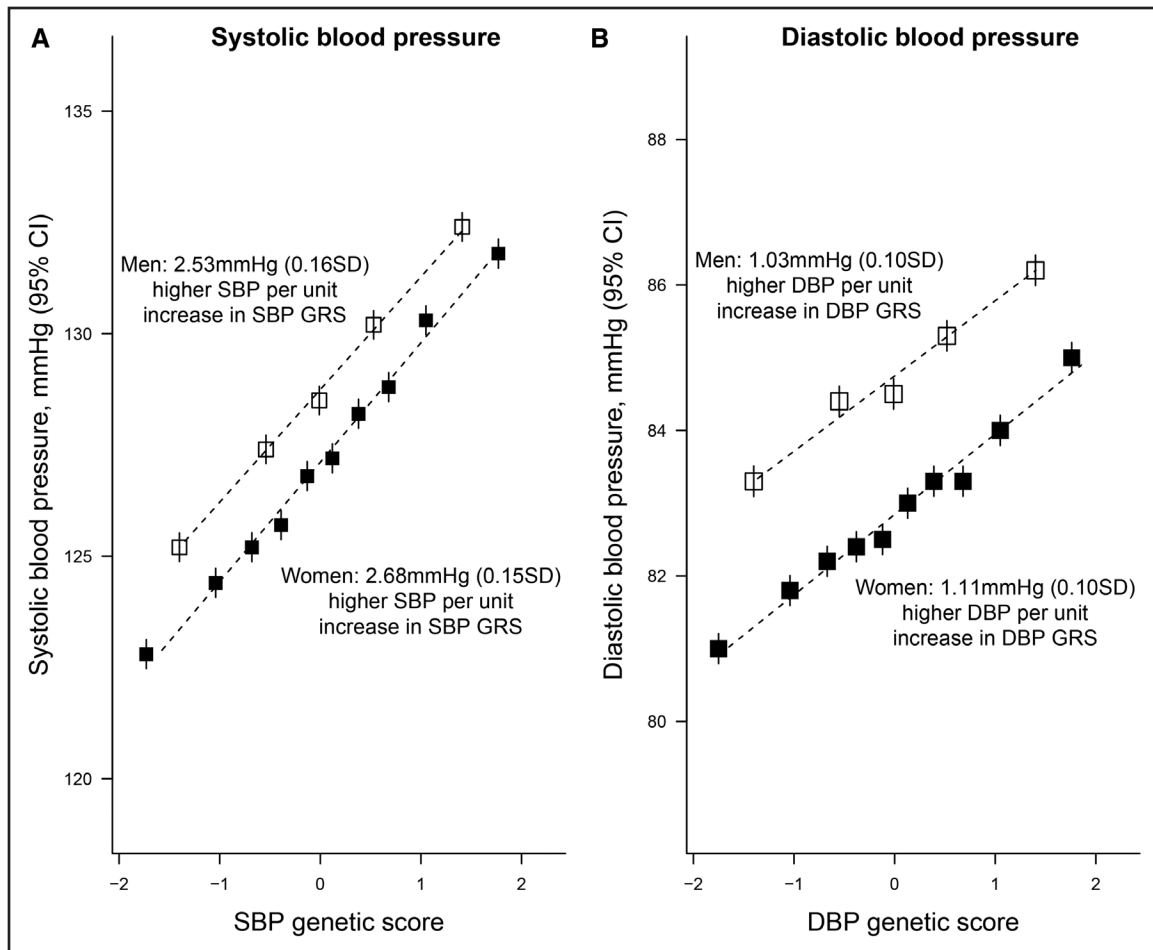 A
Systolic blood pressure
Systolic blood pressure, mmHg (95% CI)
135
130
125
120
Men: 2.53mmHg (0.16SD)
higher SBP per unit
increase in SBP GRS
Women: 2.68mmHg (0.15SD)
higher SBP per unit
increase in SBP GRS
−2
−1
0
1
2
SBP genetic score
B
Diastolic blood pressure
Diastolic blood pressure, mmHg (95% CI)
88
86
84
82
80
Men: 1.03mmHg (0.10SD)
higher DBP per unit
increase in DBP GRS
Women: 1.11mmHg (0.10SD)
higher DBP per unit
increase in DBP GRS
−2
−1
0
1
2
DBP genetic score